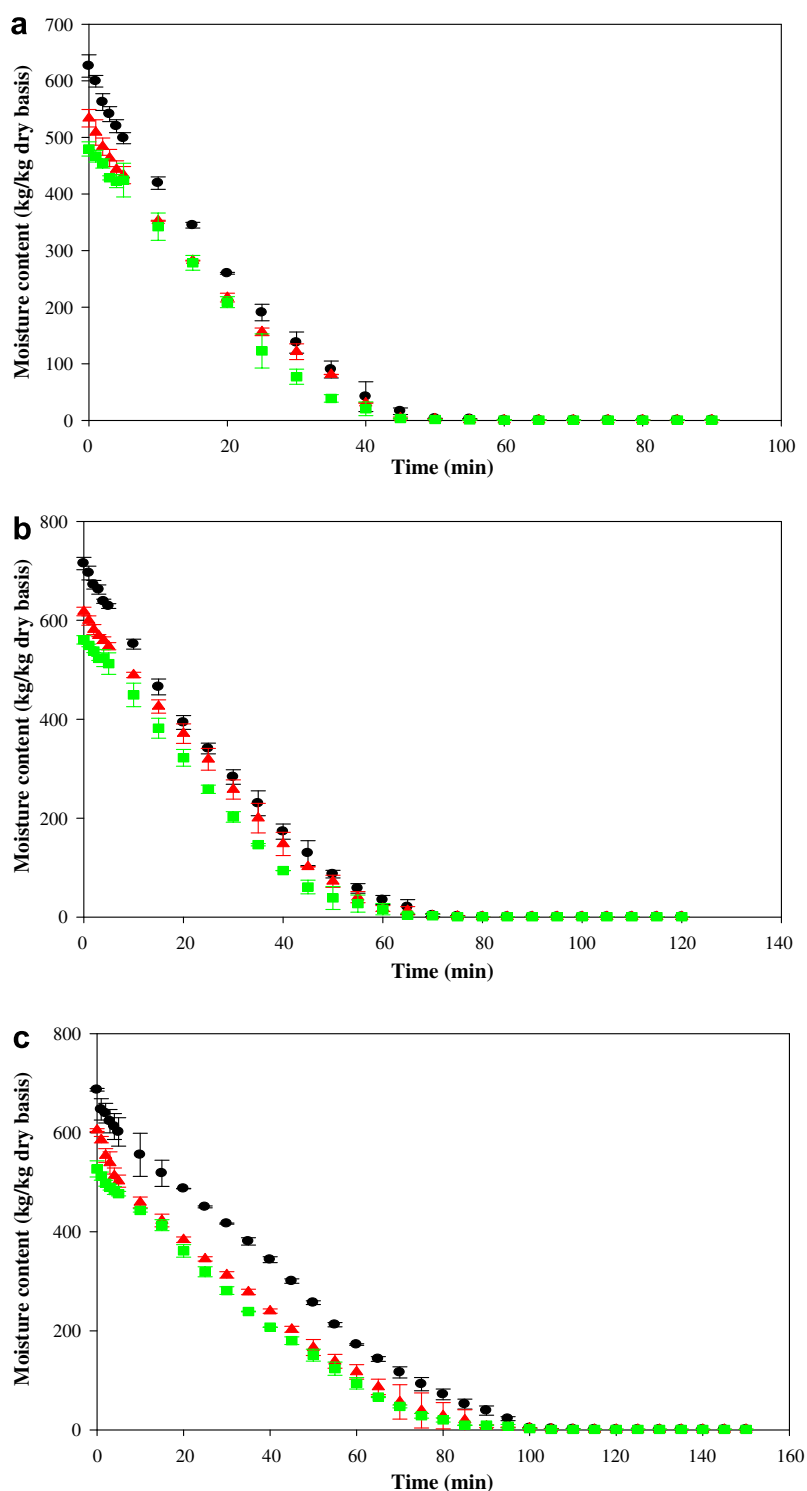 a
700
600
500
400
300
200
100
0
Moisture content (kg/kg dry basis)
0 20 40 60 80 100
Time (min)
b
800
600
400
200
0
Moisture content (kg/kg dry basis)
0 20 40 60 80 100 120 140
Time (min)
c
800
600
400
200
0
Moisture content (kg/kg dry basis)
0 20 40 60 80 100 120 140 160
Time (min)